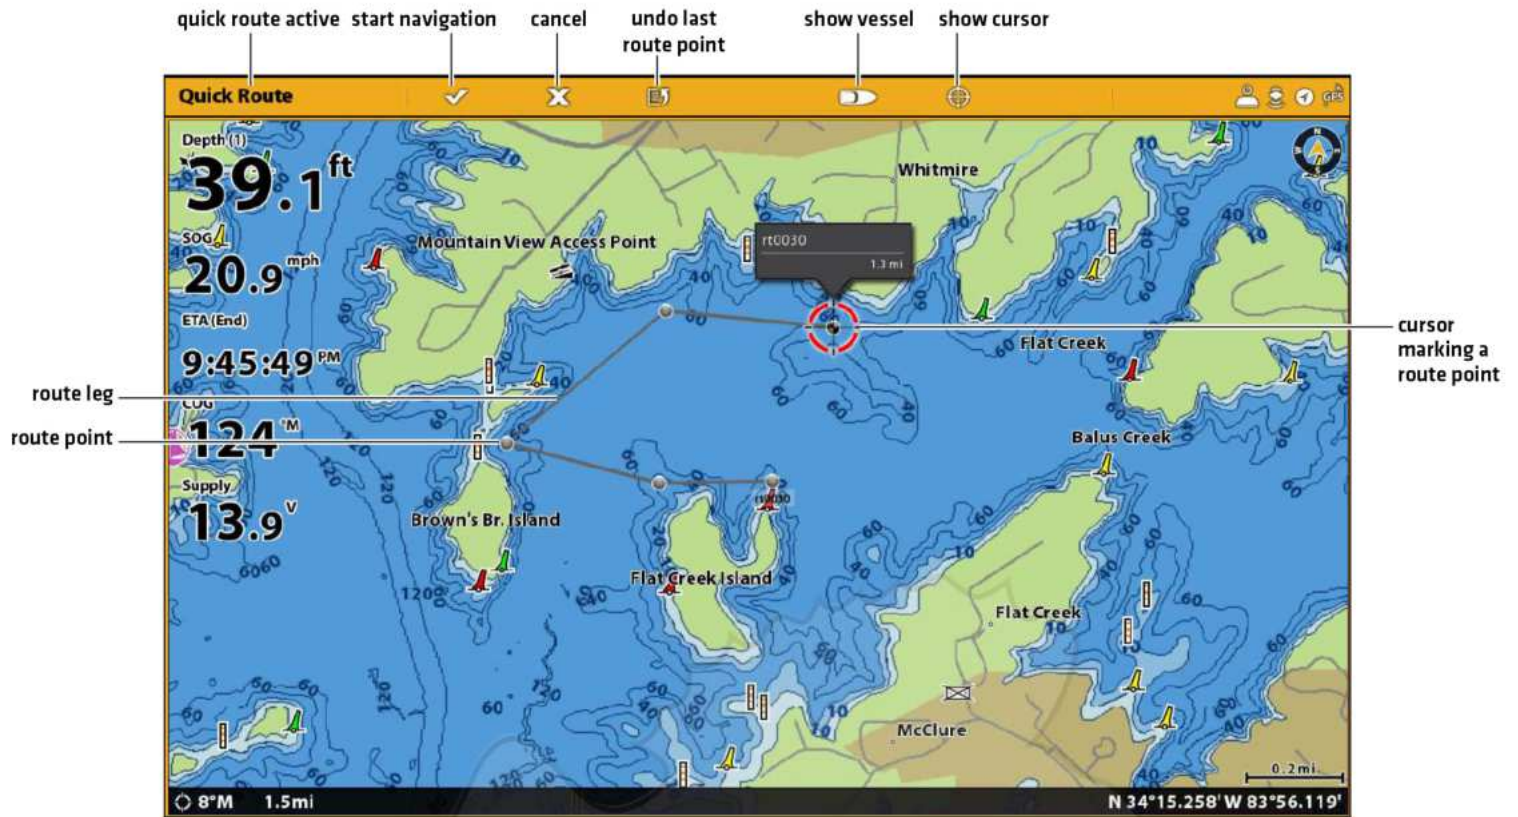 quick route active
start navigation
cancel
undo last
route point
show vessel
show cursor
Quick Route
GPS
Depth (1)
39.1 ft
SOG
20.9 mph
ETA (End)
9:45:49 PM
COG
124 °M
Supply
13.9 V
Whitmire
Mountain View Access Point
rt0030
1.3 mi
Flat Creek
Balus Creek
Brown's Br. Island
Flat Creek Island
Flat Creek
McClure
route leg
route point
cursor
marking a
route point
0.2mi
8°M 1.5mi
N 34°15.258' W 83°56.119'